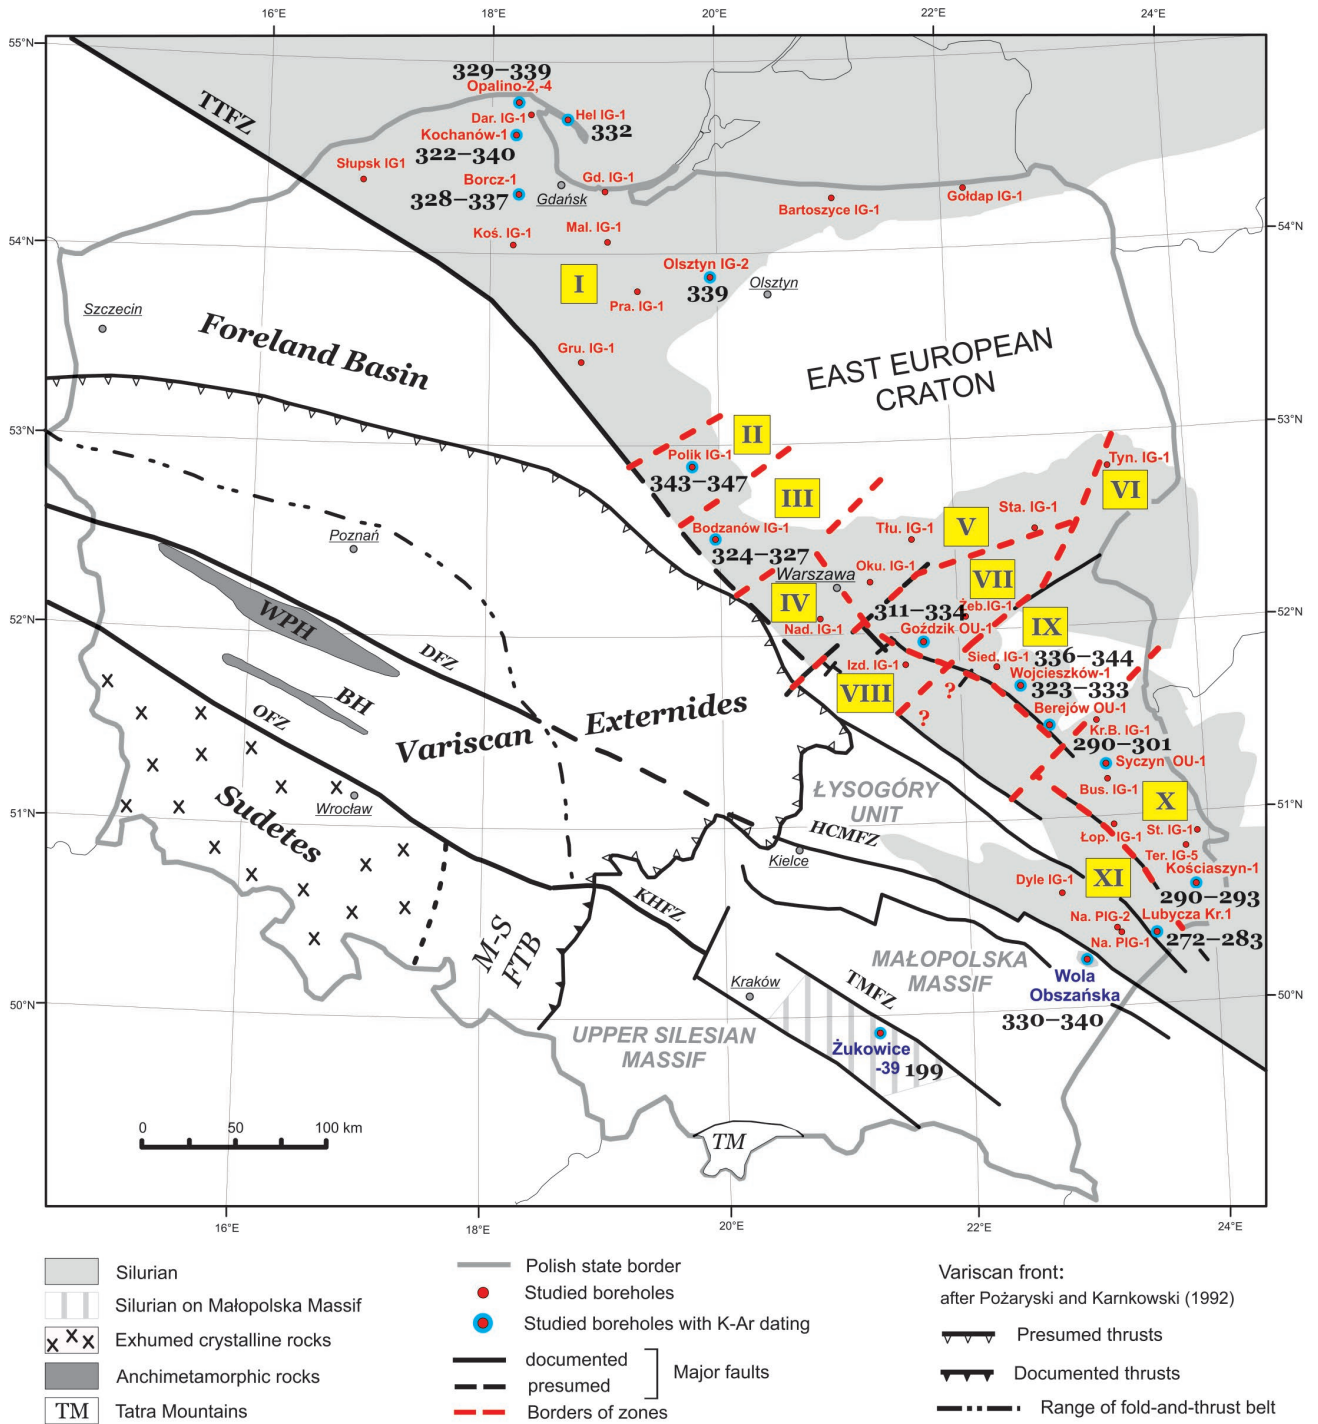 16°E 18°E 20°E 22°E 24°E
55°N
329–339
Opalino-2,-4
TTFZ
Dar. IG-1
Hel IG-1
Kochanów-1
332
322–340
Słupsk IG1
Borcz-1
Gd. IG-1
328–337
Gdańsk
Bartoszyce IG-1
Gołdap IG-1
Koś. IG-1
Mal. IG-1
54°N
54°N
Olsztyn IG-2
I
339
Olsztyn
Pra. IG-1
Szczecin
Foreland Basin
Gru. IG-1
EAST EUROPEAN
CRATON
53°N
53°N
II
Polik IG-1
Tyn. IG-1
343–347
III
VI
Bodzanów IG-1
Tłu. IG-1
V
Sta. IG-1
Poznań
324–327
Oku. IG-1
Warszawa
VII
IV
311–334
Żeb.IG-1
52°N
52°N
WPH
Nad. IG-1
Goździk OU-1
IX
DFZ
Izd. IG-1
Sied. IG-1
336–344
Wojcieszków-1
VIII
?
323–333
BH
OFZ
?
Berejów OU-1
Kr.B. IG-1
Variscan Externides
290–301
Syczyn OU-1
Bus. IG-1
Sudetes
Wrocław
ŁYSOGÓRY
UNIT
X
51°N
51°N
HCMFZ
Łop. IG-1
St. IG-1
Kielce
Ter. IG-5
Dyle IG-1
XI
Kościaszyn-1
KHFZ
290–293
M-S
FTB
Na. PIG-2
Lubycza Kr.1
Na. PIG-1
272–283
MAŁOPOLSKA
MASSIF
Kraków
TMFZ
Wola
Obszańska
50°N
50°N
330–340
UPPER SILESIAN
MASSIF
Żukowice
-39 199
0 50 100 km
TM
16°E 18°E 20°E 22°E 24°E
Silurian
Silurian on Małopolska Massif
Exhumed crystalline rocks
Anchimetamorphic rocks
TM Tatra Mountains
Polish state border
Studied boreholes
Studied boreholes with K-Ar dating
documented
presumed
Major faults
Borders of zones
Variscan front:
after Pożaryski and Karnkowski (1992)
Presumed thrusts
Documented thrusts
Range of fold-and-thrust belt